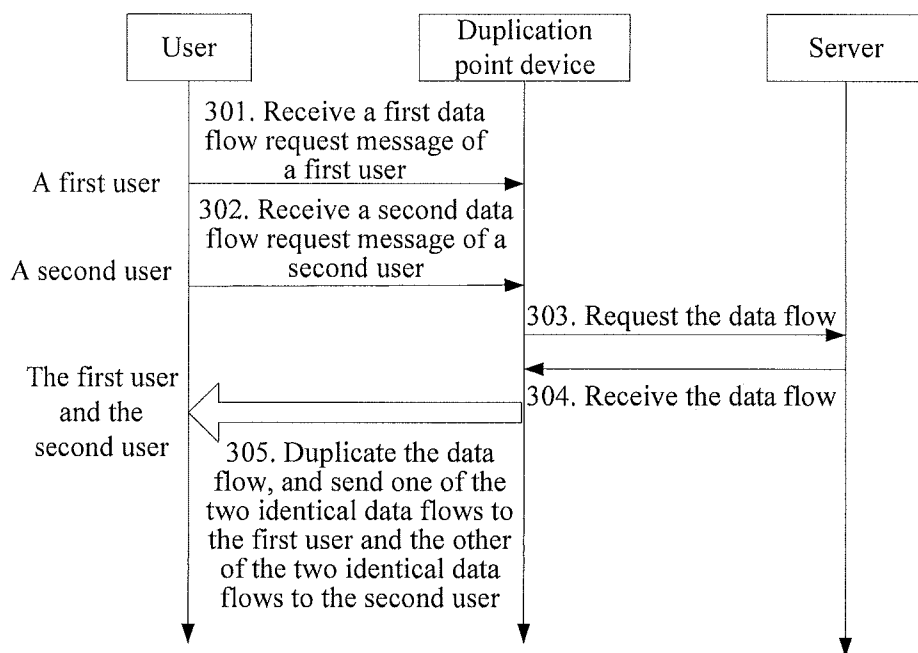 User
Duplication
point device
Server
301. Receive a first data
flow request message of
a first user
A first user
302. Receive a second data
flow request message of a
second user
A second user
303. Request the data flow
304. Receive the data flow
The first user
and the
second user
305. Duplicate the data
flow, and send one of the
two identical data flows to
the first user and the other
of the two identical data
flows to the second user